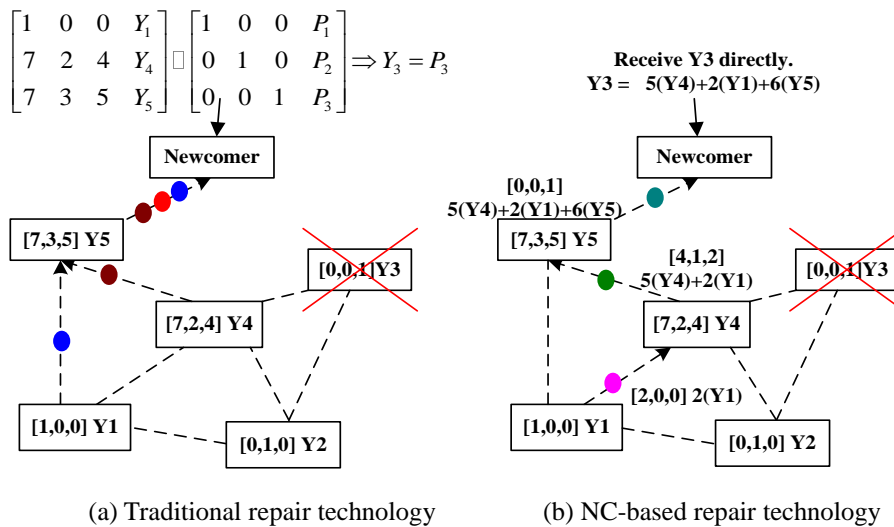 1 0 0 Y1
7 2 4 Y4
7 3 5 Y5
1 0 0 P1
0 1 0 P2
0 0 1 P3
⇒ Y3 = P3
Newcomer
[7,3,5] Y5
[0,0,1]Y3
[7,2,4] Y4
[1,0,0] Y1
[0,1,0] Y2
(a) Traditional repair technology
Receive Y3 directly.
Y3 = 5(Y4)+2(Y1)+6(Y5)
Newcomer
[0,0,1]
5(Y4)+2(Y1)+6(Y5)
[7,3,5] Y5
[4,1,2]
5(Y4)+2(Y1)
[0,0,1]Y3
[7,2,4] Y4
[2,0,0] 2(Y1)
[1,0,0] Y1
[0,1,0] Y2
(b) NC-based repair technology